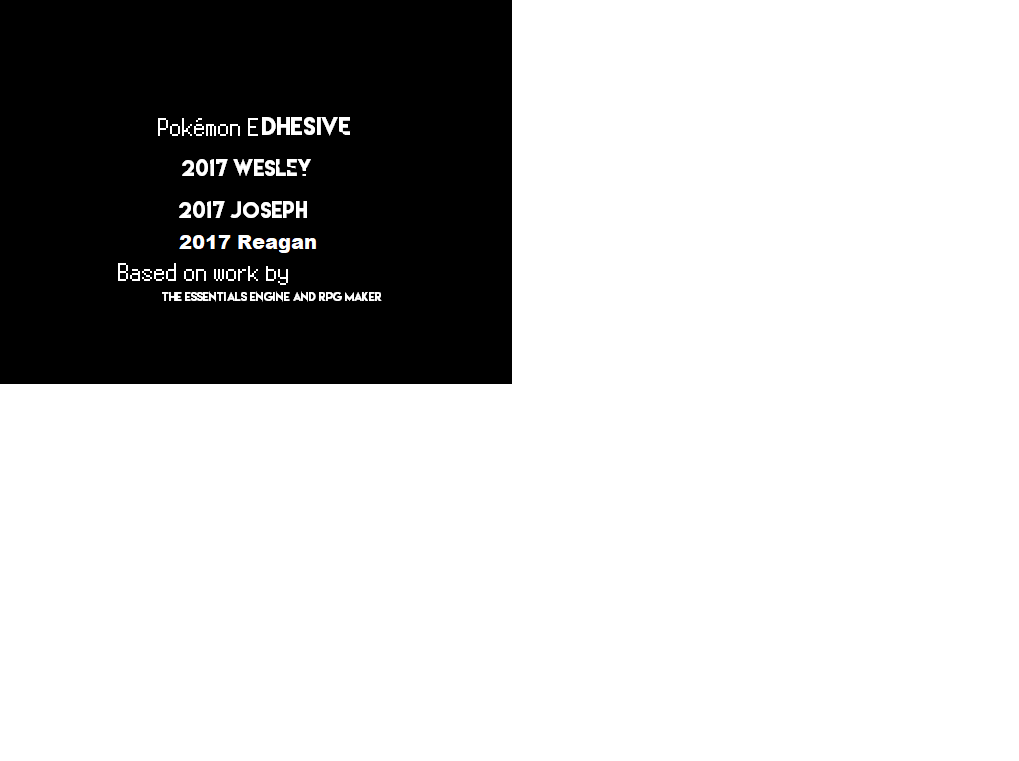 Pokémon EDHESIVE
2017 WESLEY
2017 JOSEPH
2017 Reagan
Based on work by
THE ESSENTIALS ENGINE AND RPG MAKER